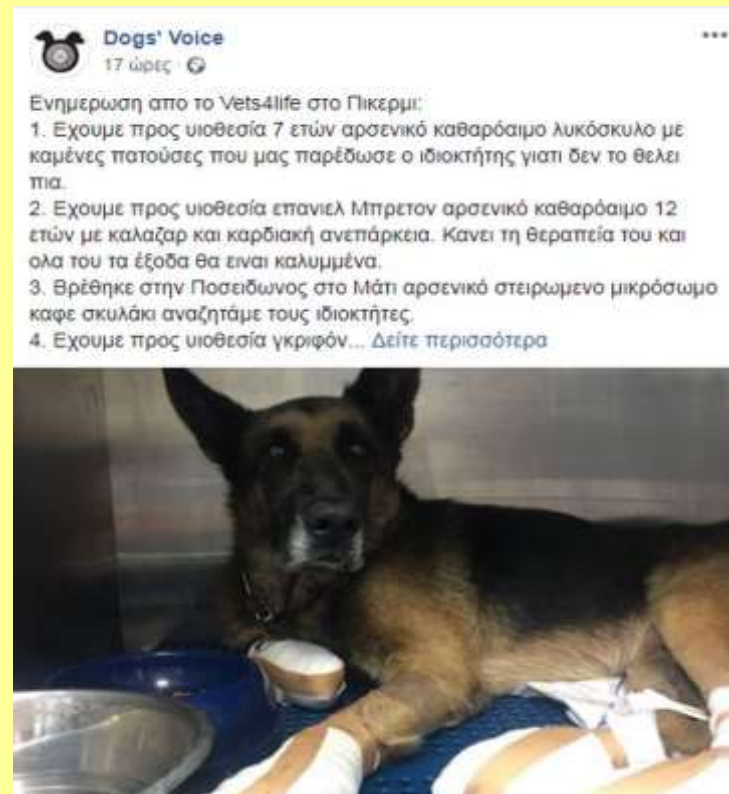 Dogs' Voice
17 ώρες ·
Ενημερωση απο το Vets4life στο Πικερμι:
1. Εχουμε προς υιοθεσία 7 ετών αρσενικό καθαρόαιμο λυκόσκυλο με
καμένες πατούσες που μας παρέδωσε ο ιδιοκτήτης γιατι δεν το θελει
πια.
2. Εχουμε προς υιοθεσία επανιελ Μπρετον αρσενικό καθαρόαιμο 12
ετών με καλαζαρ και καρδιακή ανεπάρκεια. Κανει τη θεραπεία του και
ολα του τα έξοδα θα ειναι καλυμμένα.
3. Βρέθηκε στην Ποσειδωνος στο Μάτι αρσενικό στειρωμενο μικρόσωμο
καφε σκυλάκι αναζητάμε τους ιδιοκτήτες.
4. Εχουμε προς υιοθεσία γκριφόν... Δείτε περισσότερα